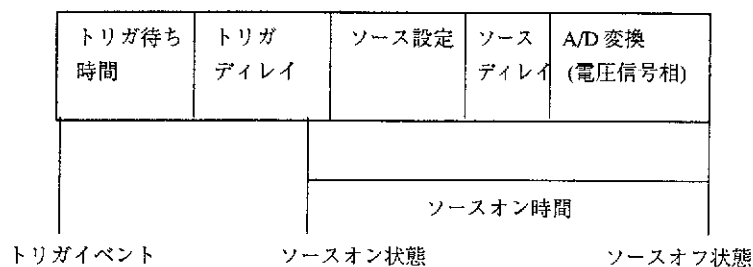 トリガ待ち
時間
トリガ
ディレイ
ソース設定
ソース
ディレイ
A/D 変換
(電圧信号相)
ソースオン時間
トリガイベント
ソースオン状態
ソースオフ状態